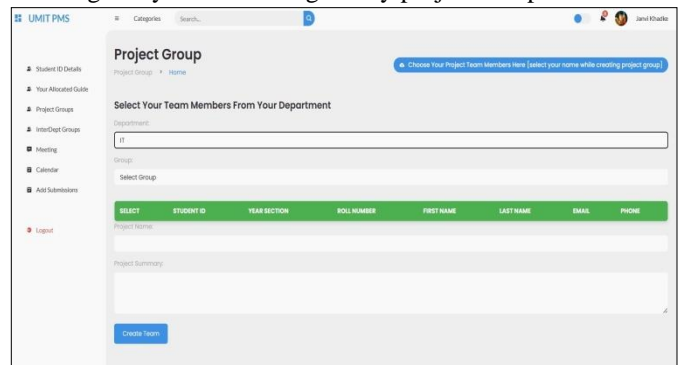 UMIT PMS
Categories
Search...
Janvi Khadke
Project Group
Project Group Home
Choose Your Project Team Members Here [select your name while creating project group]
Student ID Details
Your Allocated Guide
Project Groups
InterDept Groups
Meeting
Calendar
Add Submissions
Logout
Select Your Team Members From Your Department
Department:
IT
Group:
Select Group
SELECT STUDENT ID YEAR SECTION ROLL NUMBER FIRST NAME LAST NAME EMAIL PHONE
Project Name:
Project Summary:
Create Team